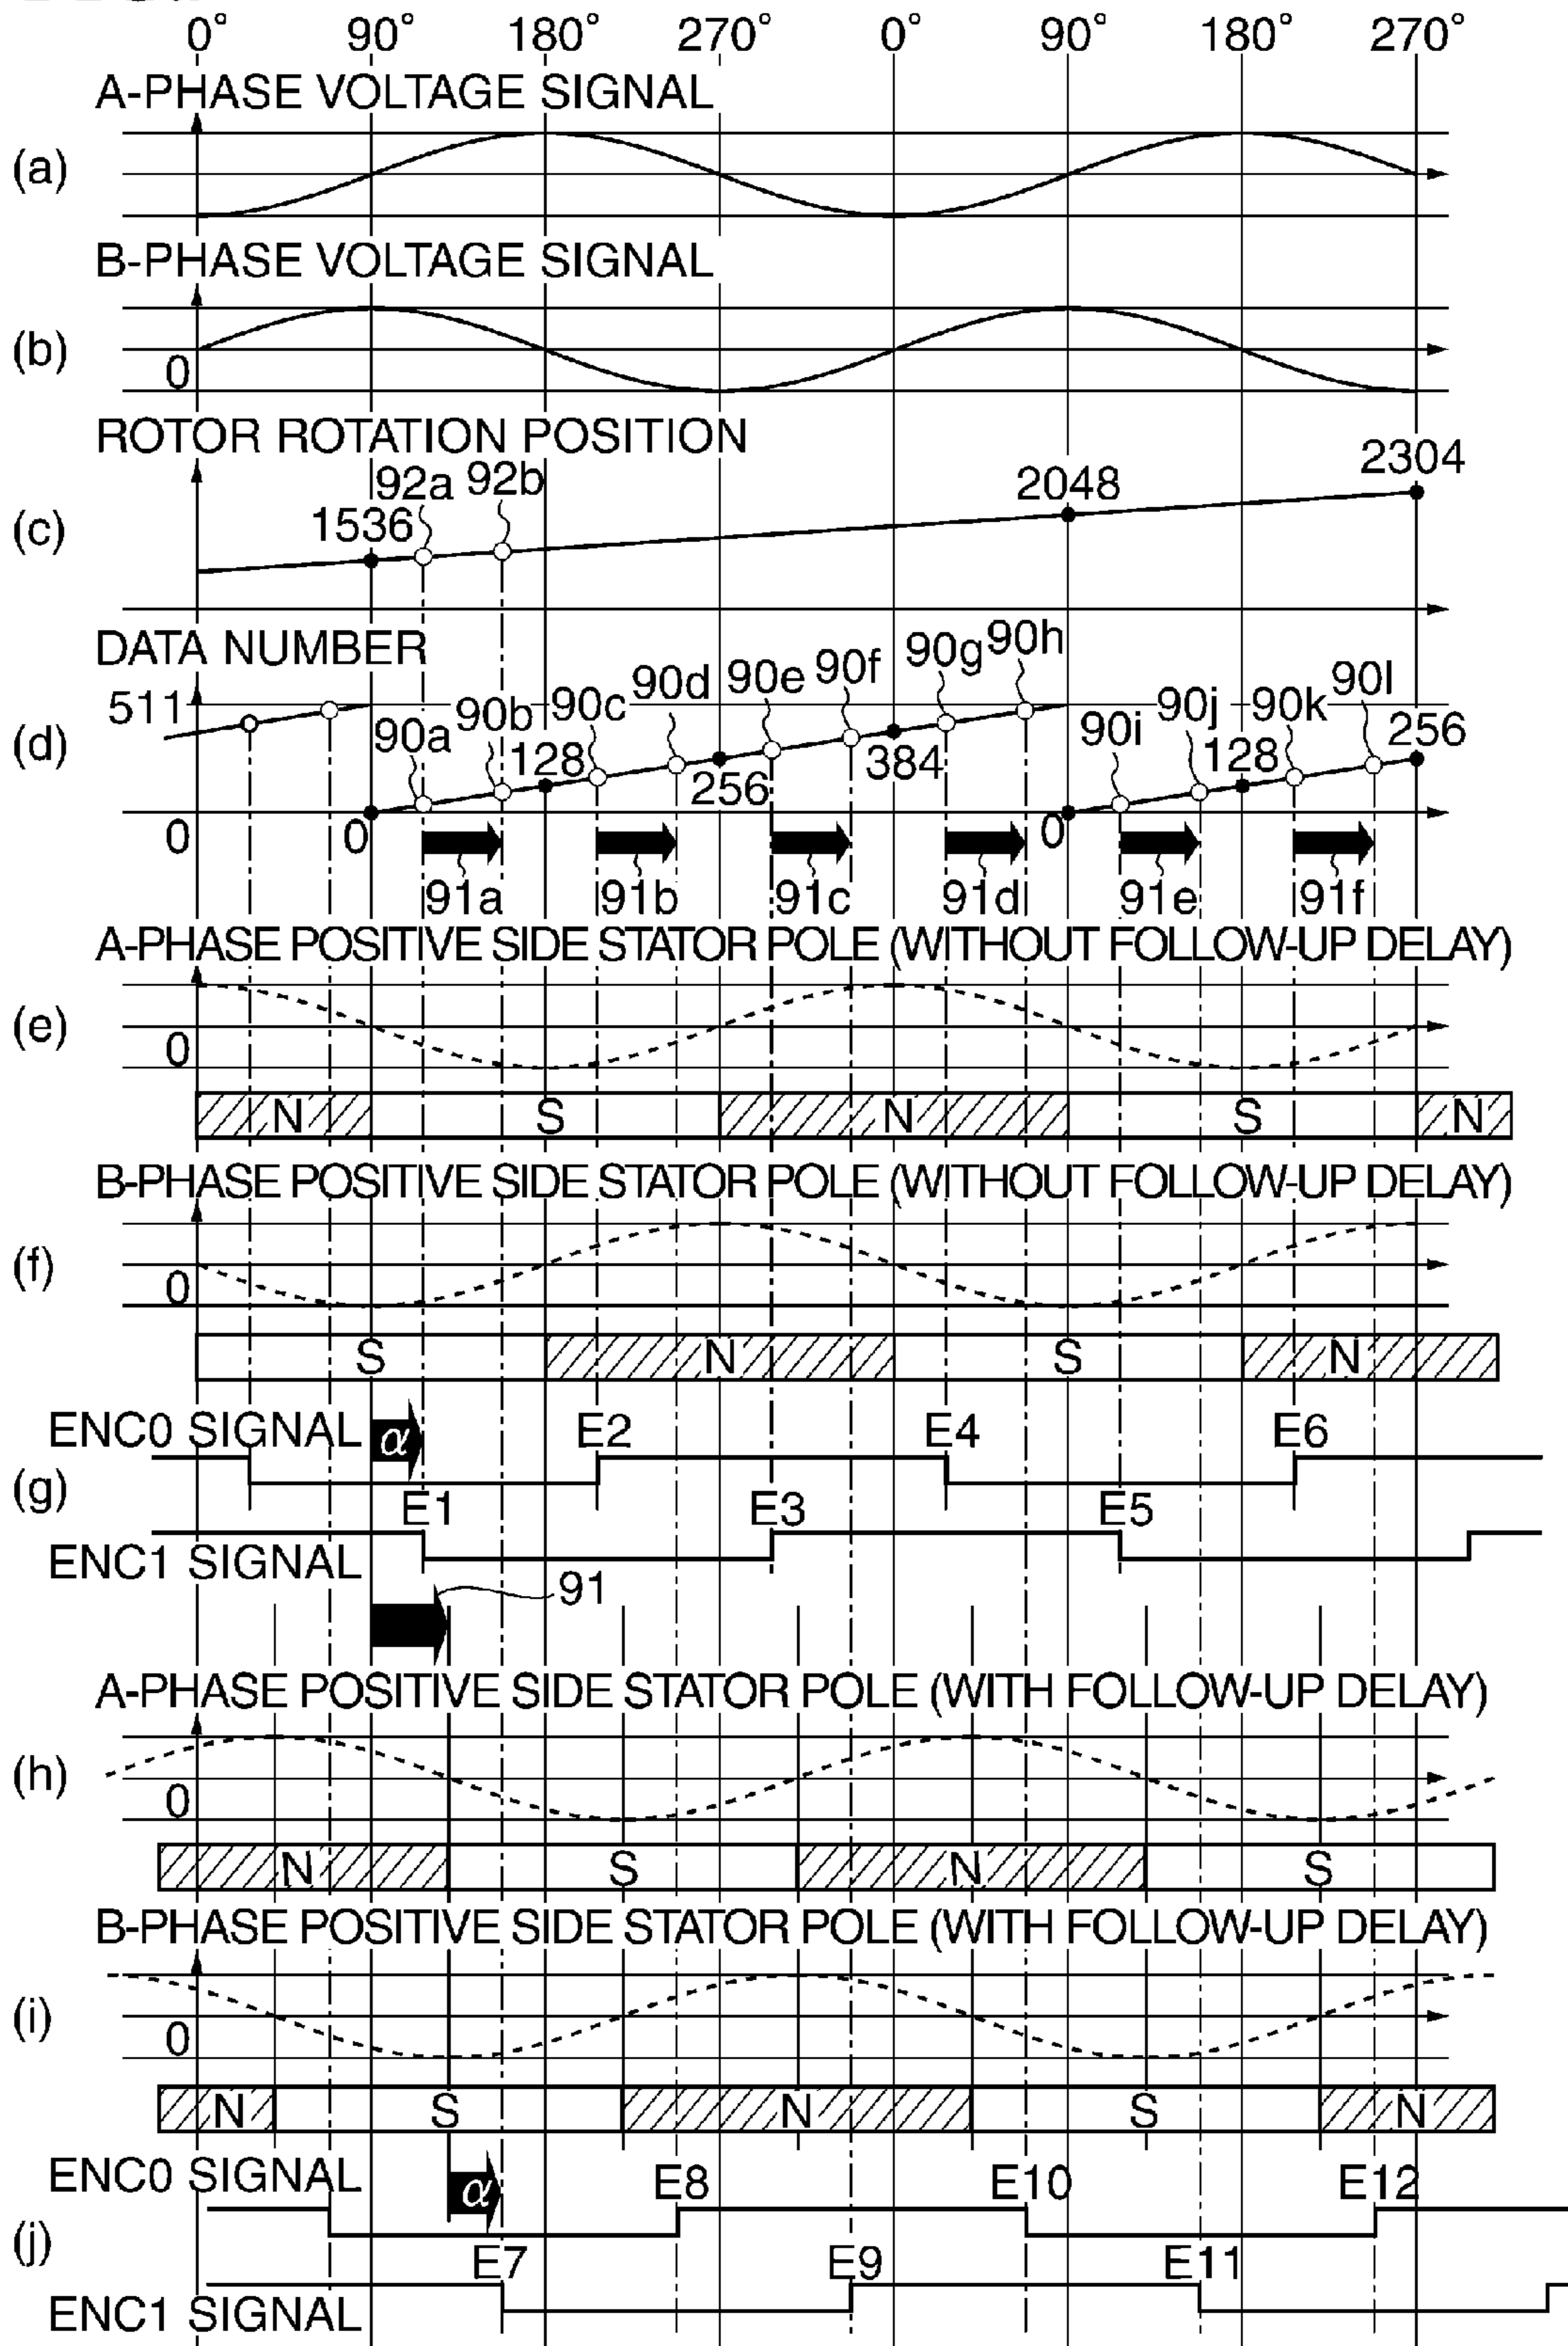 0° 90° 180° 270° 0° 90° 180° 270°
A-PHASE VOLTAGE SIGNAL
(a)
B-PHASE VOLTAGE SIGNAL
(b)
0
ROTOR ROTATION POSITION
2304
92a 92b
2048
1536
(c)
DATA NUMBER
90g 90h
90d 90e 90f
90l
511
90b 90c
90j 90k
90a
90i
256
(d)
128
384
128
256
0 0 0
91a 91b 91c 91d 91e 91f
A-PHASE POSITIVE SIDE STATOR POLE (WITHOUT FOLLOW-UP DELAY)
(e)
0
N S N S N
B-PHASE POSITIVE SIDE STATOR POLE (WITHOUT FOLLOW-UP DELAY)
(f)
0
S N S N
ENC0 SIGNAL α E2 E4 E6
(g)
E1 E3 E5
ENC1 SIGNAL
91
A-PHASE POSITIVE SIDE STATOR POLE (WITH FOLLOW-UP DELAY)
(h)
0
N S N S
B-PHASE POSITIVE SIDE STATOR POLE (WITH FOLLOW-UP DELAY)
(i)
0
N S N S N
ENC0 SIGNAL α E8 E10 E12
(j)
E7 E9 E11
ENC1 SIGNAL